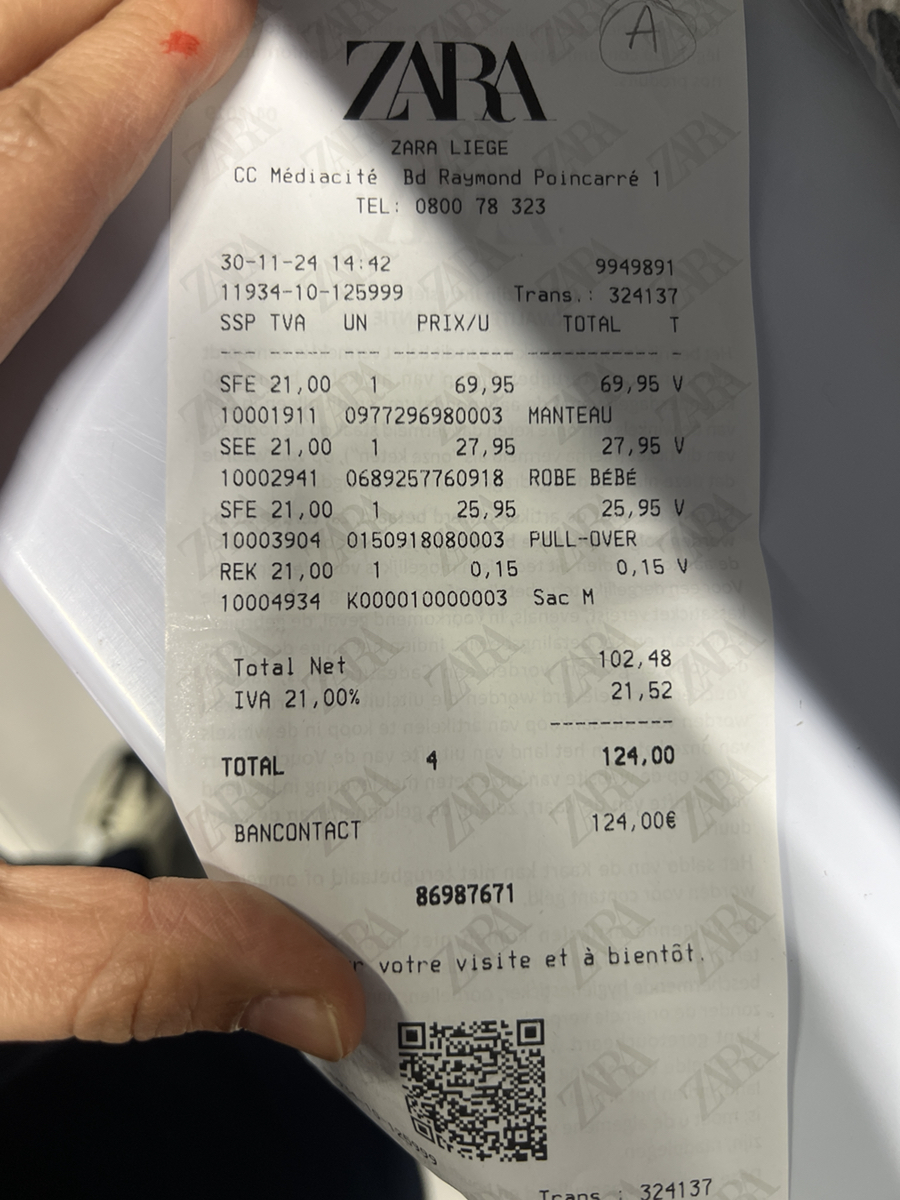 A
ZARA
ZARA LIEGE
CC Médiacité Bd Raymond Poincarré 1
TEL: 0800 78 323
30-11-24 14:42 9949891
11934-10-125999 Trans.: 324137
SSP TVA UN PRIX/U TOTAL T
--- ----- --- ---------- ----------- -
SFE 21,00 1 69,95 69,95 V
10001911 0977296980003 MANTEAU
SEE 21,00 1 27,95 27,95 V
10002941 0689257760918 ROBE BéBé
SFE 21,00 1 25,95 25,95 V
10003904 0150918080003 PULL-OVER
REK 21,00 1 0,15 0,15 V
10004934 K000010000003 Sac M
Total Net 102,48
IVA 21,00% 21,52
----------
TOTAL 4 124,00
BANCONTACT 124,00€
86987671
votre visite et à bientôt.
Trans : 324137